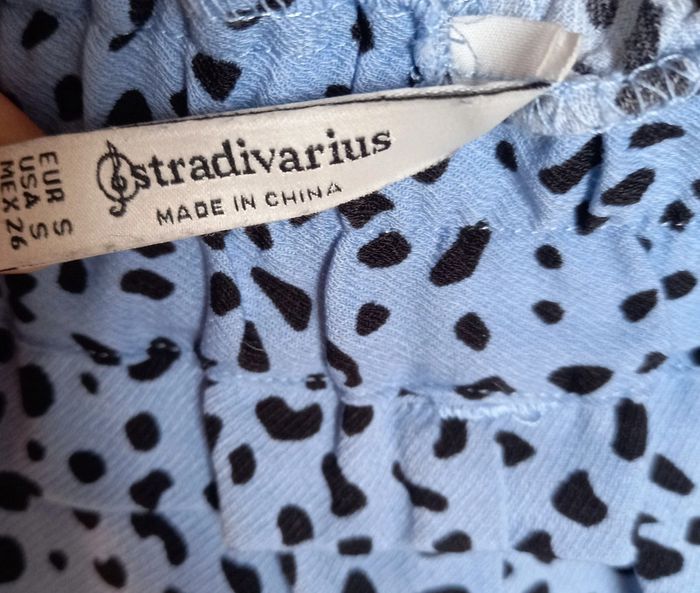 stradivarius
MADE IN CHINA
EUR S
USA S
MEX 26